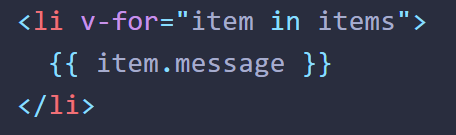 <li v-for="item in items">
  {{ item.message }}
</li>